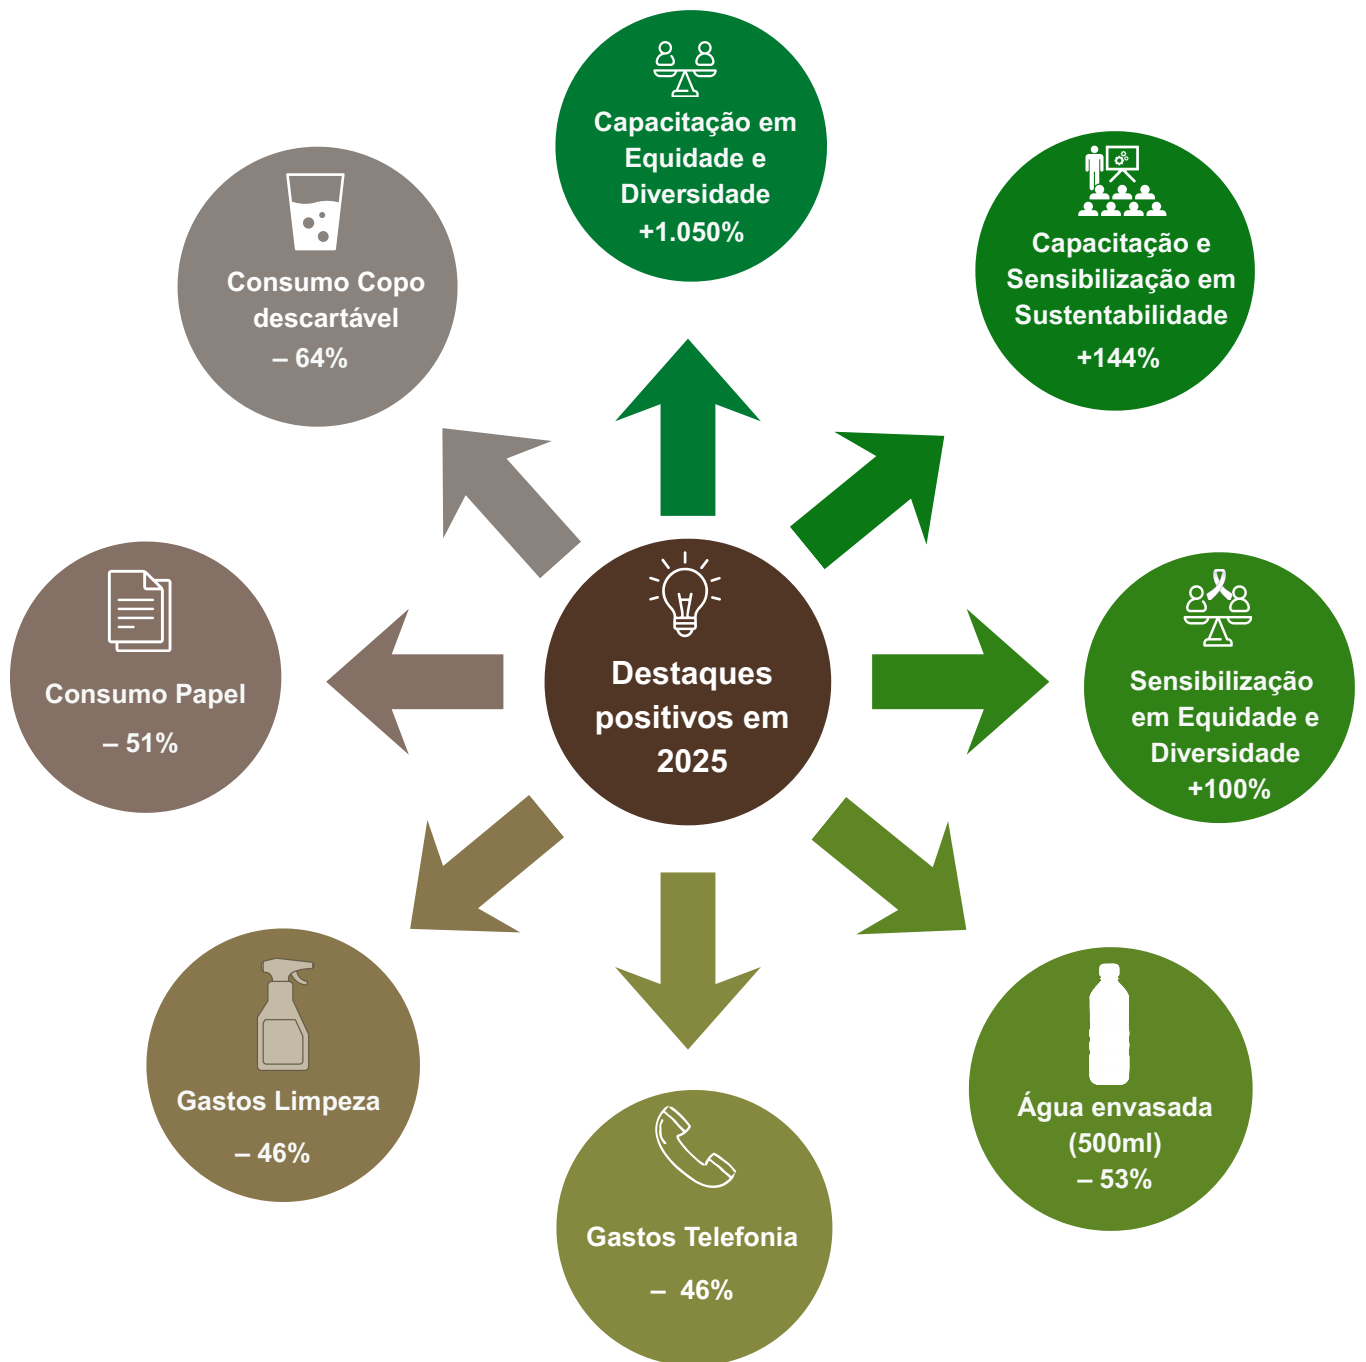 Capacitação em
Equidade e
Diversidade
+1.050%
Capacitação e
Sensibilização em
Sustentabilidade
+144%
Sensibilização
em Equidade e
Diversidade
+100%
Água envasada
(500ml)
– 53%
Gastos Telefonia
– 46%
Gastos Limpeza
– 46%
Consumo Papel
– 51%
Consumo Copo
descartável
– 64%
Destaques
positivos em
2025